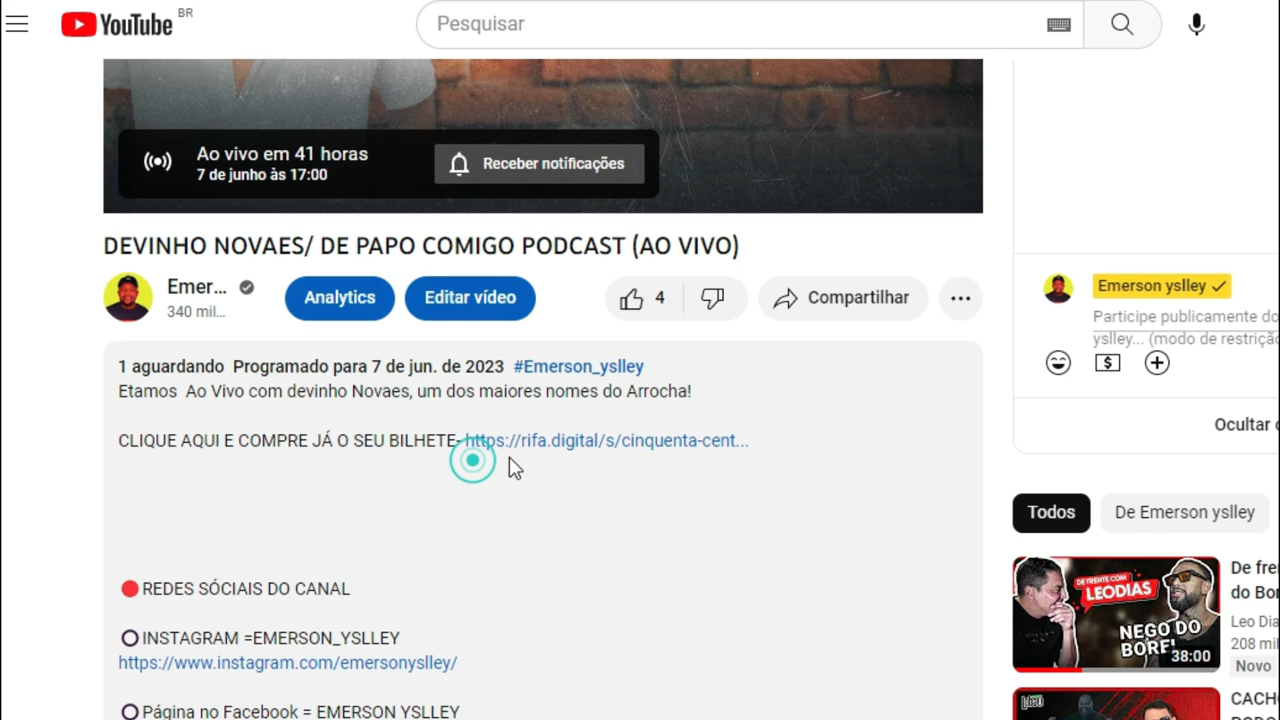 YouTube BR
Pesquisar
Ao vivo em 41 horas
7 de junho às 17:00
Receber notificações
DEVINHO NOVAES/ DE PAPO COMIGO PODCAST (AO VIVO)
Emer...
340 mil...
Analytics
Editar vídeo
4
Compartilhar
1 aguardando Programado para 7 de jun. de 2023 #Emerson_yslley
Etamos Ao Vivo com devinho Novaes, um dos maiores nomes do Arrocha!
CLIQUE AQUI E COMPRE JÁ O SEU BILHETE- https://rifa.digital/s/cinquenta-cent...
REDES SÓCIAIS DO CANAL
INSTAGRAM =EMERSON_YSLLEY
https://www.instagram.com/emersonyslley/
Página no Facebook = EMERSON YSLLEY
Emerson yslley
Participe publicamente do
yslley... (modo de restriçã
Ocultar
Todos
De Emerson yslley
DE FRENTE COM
LEODIAS
NEGO DO
BOREL
38:00
De fre
do Bor
Leo Dia
208 mil
Novo
CACH